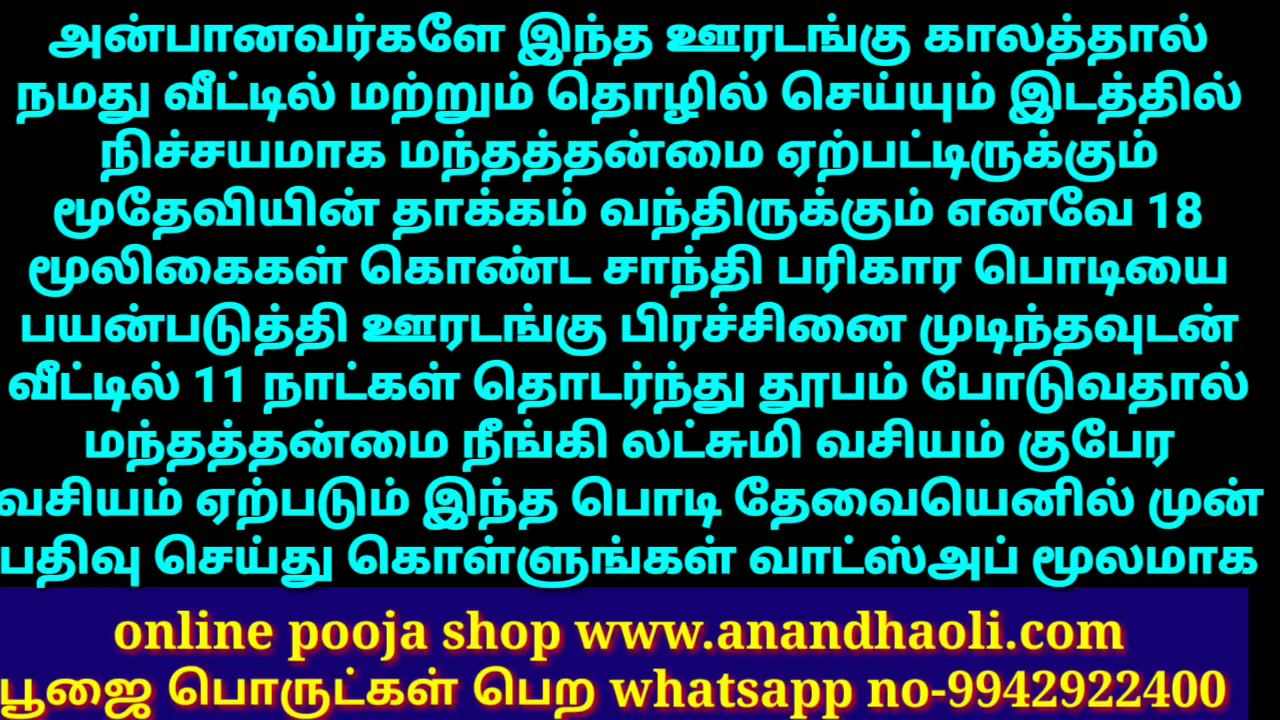 அன்பானவர்களே இந்த ஊரடங்கு காலத்தால்
நமது வீட்டில் மற்றும் தொழில் செய்யும் இடத்தில்
நிச்சயமாக மந்தத்தன்மை ஏற்பட்டிருக்கும்
மூதேவியின் தாக்கம் வந்திருக்கும் எனவே 18
மூலிகைகள் கொண்ட சாந்தி பரிகார பொடியை
பயன்படுத்தி ஊரடங்கு பிரச்சினை முடிந்தவுடன்
வீட்டில் 11 நாட்கள் தொடர்ந்து தூபம் போடுவதால்
மந்தத்தன்மை நீங்கி லட்சுமி வசியம் குபேர
வசியம் ஏற்படும் இந்த பொடி தேவையெனில் முன்
பதிவு செய்து கொள்ளுங்கள் வாட்ஸ்அப் மூலமாக
online pooja shop www.anandhaoli.com
பூஜை பொருட்கள் பெற whatsapp no-9942922400